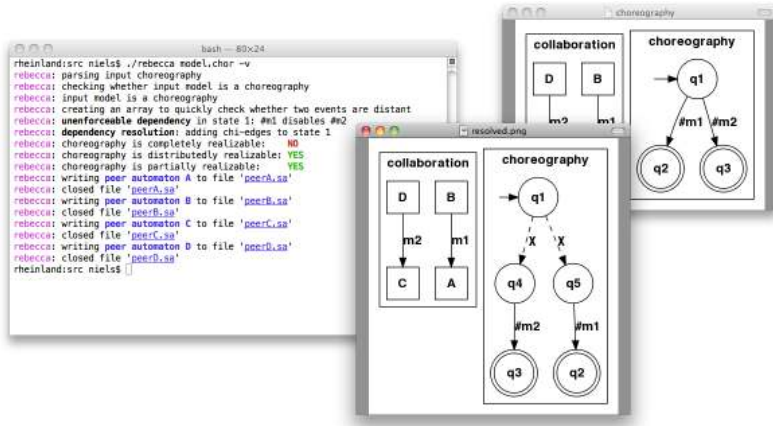 bash — 80×24
rheinland:src niels$ ./rebecca model.chor -v
rebecca: parsing input choreography
rebecca: checking whether input model is a choreography
rebecca: input model is a choreography
rebecca: creating an array to quickly check whether two events are distant
rebecca: unenforceable dependency in state 1: #m1 disables #m2
rebecca: dependency resolution: adding chi-edges to state 1
rebecca: choreography is completely realizable: NO
rebecca: choreography is distributedly realizable: YES
rebecca: choreography is partially realizable: YES
rebecca: writing peer automaton A to file 'peerA.sa'
rebecca: closed file 'peerA.sa'
rebecca: writing peer automaton B to file 'peerB.sa'
rebecca: closed file 'peerB.sa'
rebecca: writing peer automaton C to file 'peerC.sa'
rebecca: closed file 'peerC.sa'
rebecca: writing peer automaton D to file 'peerD.sa'
rebecca: closed file 'peerD.sa'
rheinland:src niels$
choreography
collaboration
D B
m2 m1
choreography
q1
#m1 #m2
q2 q3
resolved.png
collaboration
D B
m2 m1
C A
choreography
q1
χ χ
q4 q5
#m2 #m1
q3 q2